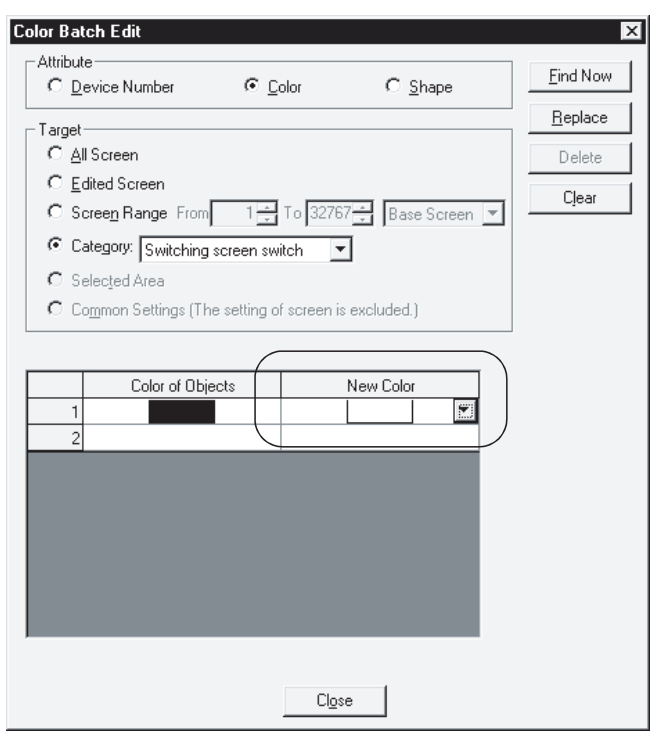 Color Batch Edit
Attribute
Device Number Color Shape
Find Now
Replace
Delete
Clear
Target
All Screen
Edited Screen
Screen Range From 1 To 32767 Base Screen
Category: Switching screen switch
Selected Area
Common Settings (The setting of screen is excluded.)
Color of Objects New Color
1
2
Close